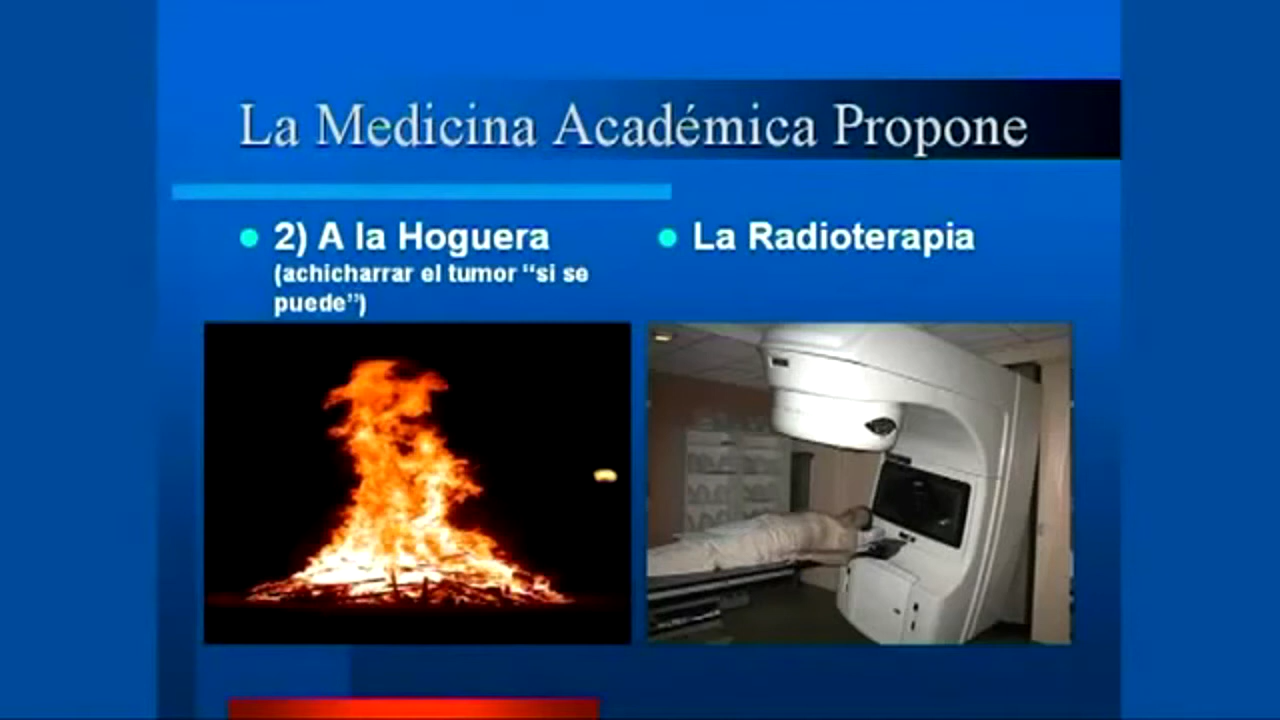 La Medicina Académica Propone
2) A la Hoguera
(achicharrar el tumor “si se
puede”)
La Radioterapia